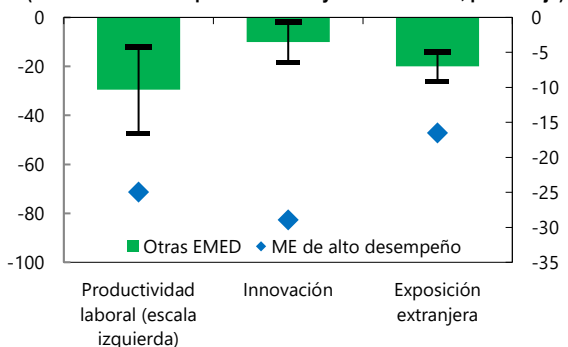 0
-20
-40
-60
-80
-100
0
-5
-10
-15
-20
-25
-30
-35
Otras EMED
ME de alto desempeño
Productividad
laboral (escala
izquierda)
Innovación
Exposición
extranjera